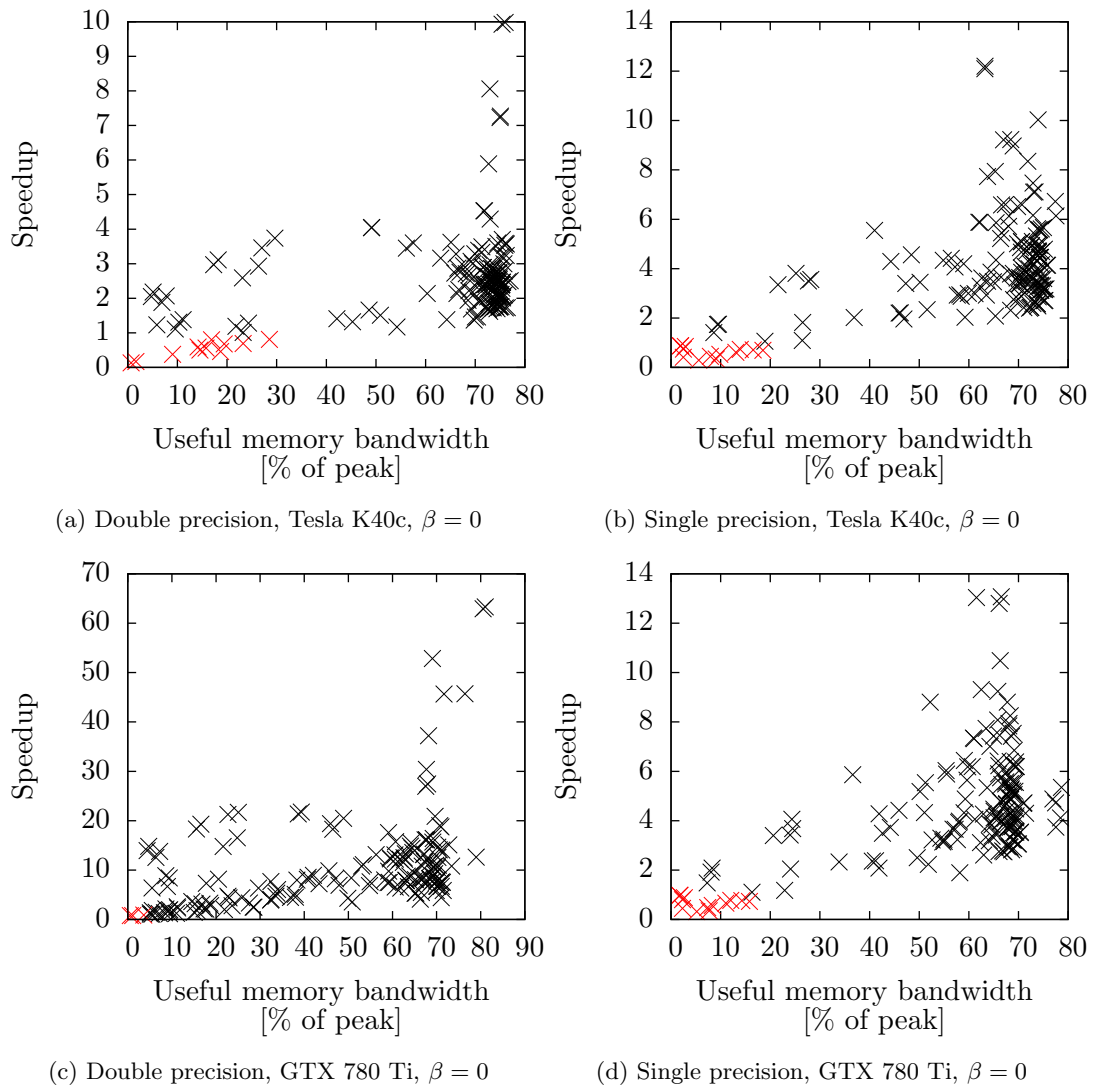 10
9
8
7
6
5
4
3
2
1
0
Speedup
0 10 20 30 40 50 60 70 80
Useful memory bandwidth
[% of peak]
(a) Double precision, Tesla K40c, β = 0
14
12
10
8
6
4
2
0
Speedup
0 10 20 30 40 50 60 70 80
Useful memory bandwidth
[% of peak]
(b) Single precision, Tesla K40c, β = 0
70
60
50
40
30
20
10
0
Speedup
0 10 20 30 40 50 60 70 80 90
Useful memory bandwidth
[% of peak]
(c) Double precision, GTX 780 Ti, β = 0
14
12
10
8
6
4
2
0
Speedup
0 10 20 30 40 50 60 70 80
Useful memory bandwidth
[% of peak]
(d) Single precision, GTX 780 Ti, β = 0